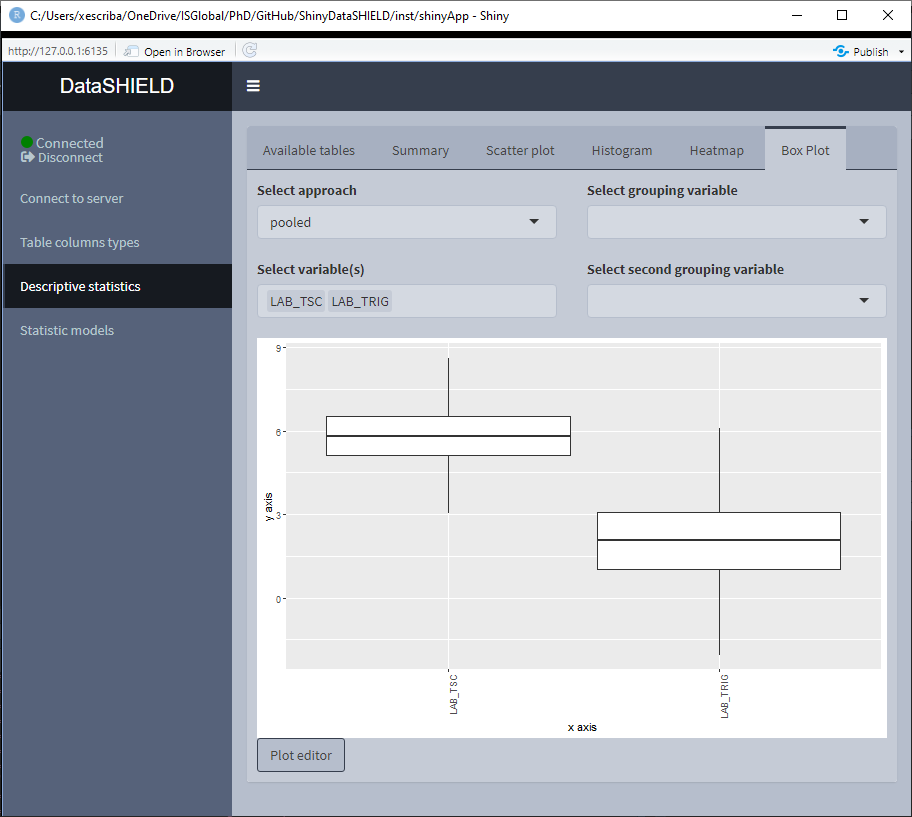 C:/Users/xescriba/OneDrive/ISGlobal/PhD/GitHub/ShinyDataSHIELD/inst/shinyApp - Shiny
http://127.0.0.1:6135 Open in Browser Publish
DataSHIELD
Connected
Disconnect
Connect to server
Table columns types
Descriptive statistics
Statistic models
Available tables Summary Scatter plot Histogram Heatmap Box Plot
Select approach Select grouping variable
pooled
Select variable(s) Select second grouping variable
LAB_TSC LAB_TRIG
9
6
3
0
y axis
LAB_TSC
LAB_TRIG
x axis
Plot editor